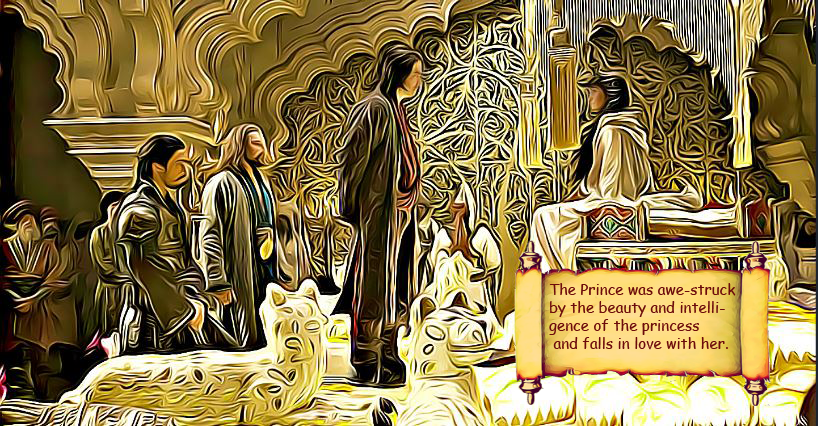 The Prince was awe-struck
by the beauty and intelli-
gence of the princess
and falls in love with her.